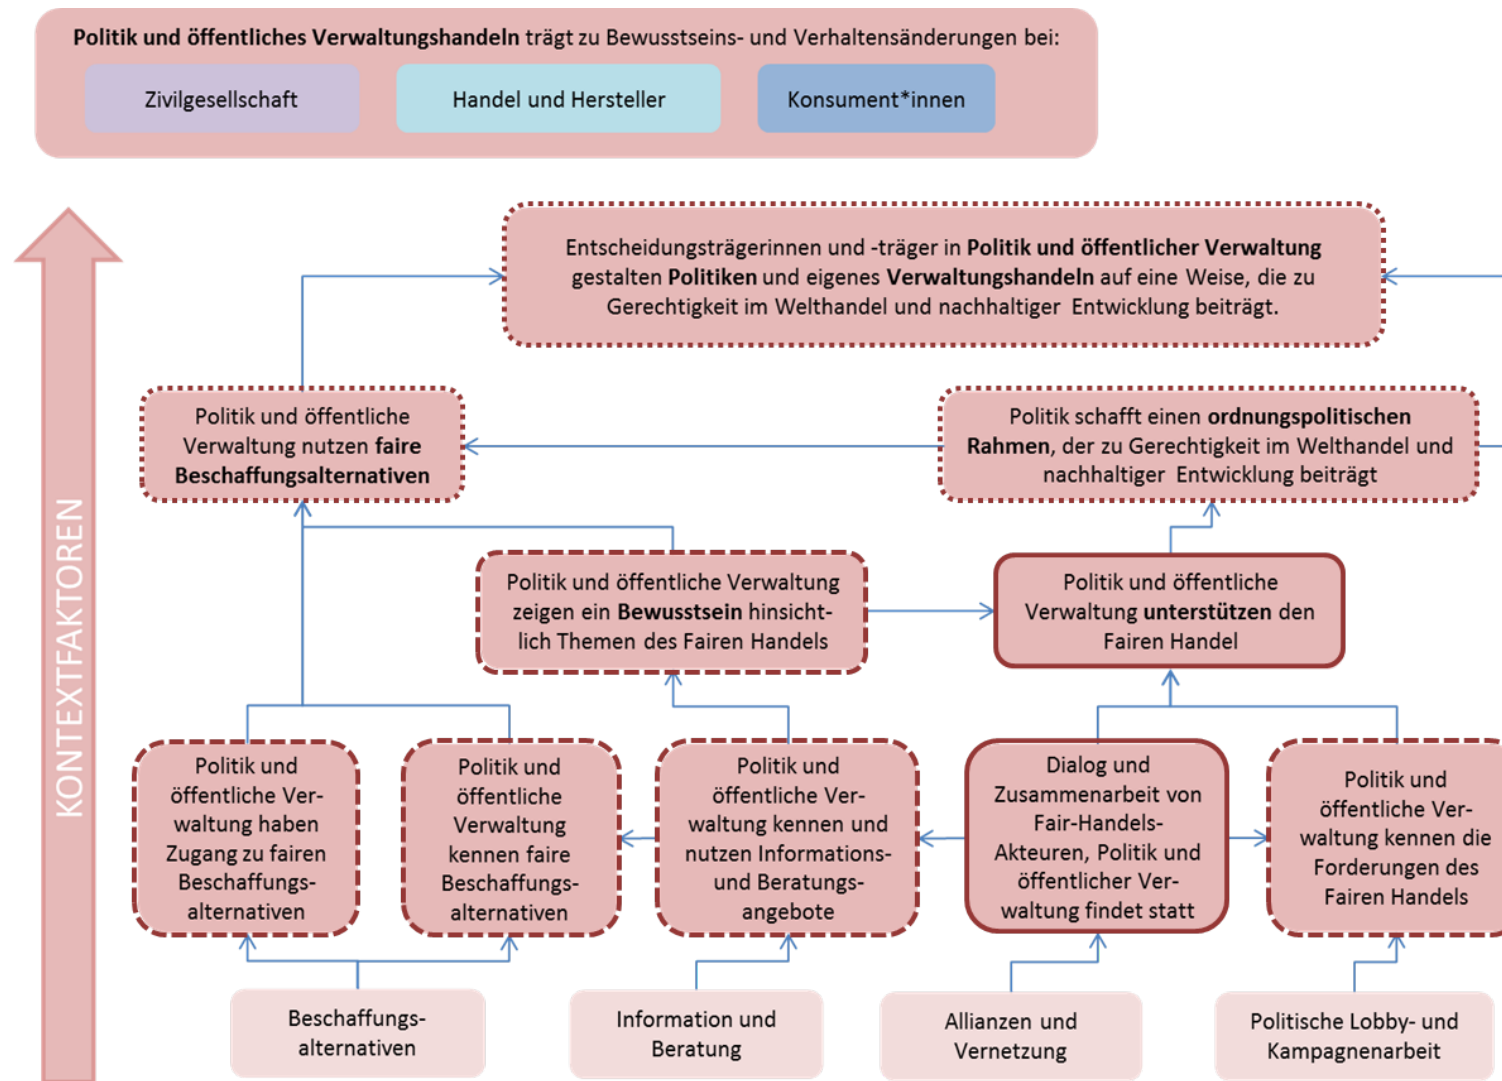 Politik und öffentliches Verwaltungshandeln trägt zu Bewusstseins- und Verhaltensänderungen bei:
Zivilgesellschaft
Handel und Hersteller
Konsument*innen
Entscheidungsträgerinnen und -träger in Politik und öffentlicher Verwaltung
gestalten Politiken und eigenes Verwaltungshandeln auf eine Weise, die zu
Gerechtigkeit im Welthandel und nachhaltiger Entwicklung beiträgt.
Politik und öffentliche
Verwaltung nutzen faire
Beschaffungsalternativen
Politik schafft einen ordnungspolitischen
Rahmen, der zu Gerechtigkeit im Welthandel und
nachhaltiger Entwicklung beiträgt
KONTEXTFAKTOREN
Politik und öffentliche Verwaltung
zeigen ein Bewusstsein hinsicht-
lich Themen des Fairen Handels
Politik und öffentliche
Verwaltung unterstützen den
Fairen Handel
Politik und
öffentliche Ver-
waltung haben
Zugang zu fairen
Beschaffungs-
alternativen
Politik und
öffentliche
Verwaltung
kennen faire
Beschaffungs-
alternativen
Politik und
öffentliche Ver-
waltung kennen und
nutzen Informations-
und Beratungs-
angebote
Dialog und
Zusammenarbeit von
Fair-Handels-
Akteuren, Politik und
öffentlicher Ver-
waltung findet statt
Politik und
öffentliche Ver-
waltung kennen die
Forderungen des
Fairen Handels
Beschaffungs-
alternativen
Information und
Beratung
Allianzen und
Vernetzung
Politische Lobby- und
Kampagnenarbeit